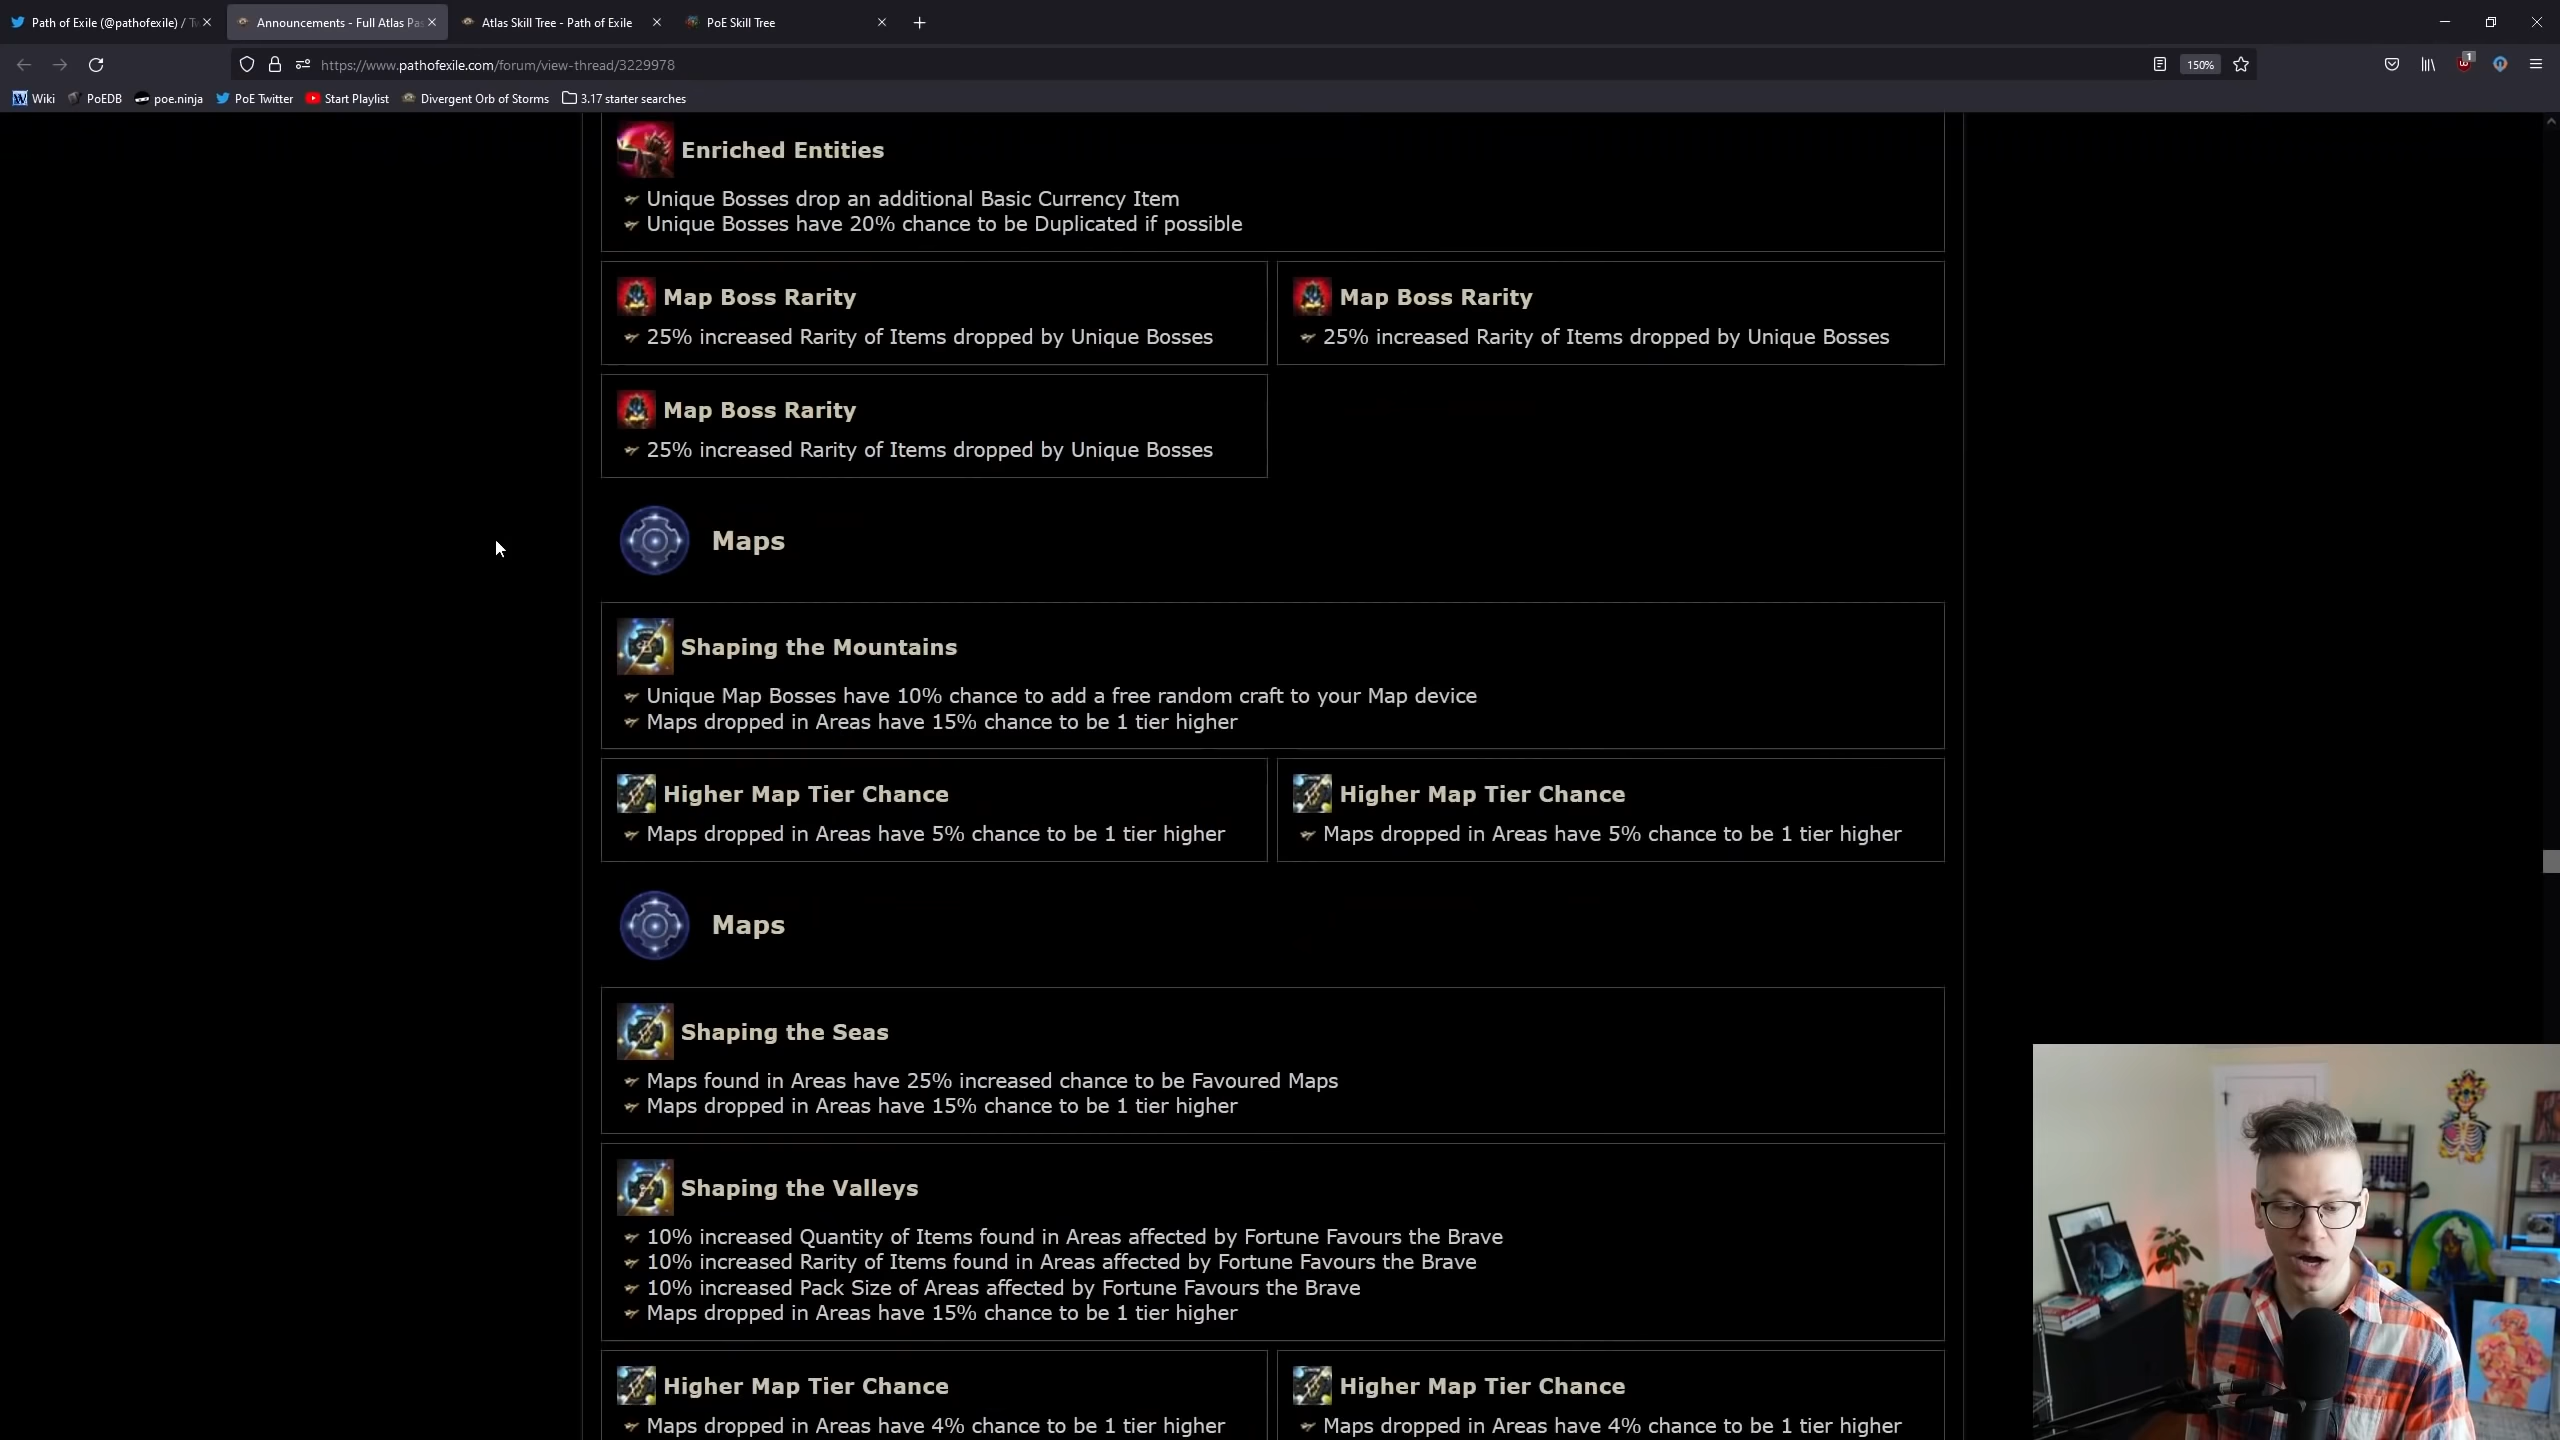 Path of Exile (@pathofexile) / Tw
Announcements - Full Atlas Pas
Atlas Skill Tree - Path of Exile
PoE Skill Tree
https://www.pathofexile.com/forum/view-thread/3229978
150%
1
Wiki
PoEDB
poe.ninja
PoE Twitter
Start Playlist
Divergent Orb of Storms
3.17 starter searches
Enriched Entities
Unique Bosses drop an additional Basic Currency Item
Unique Bosses have 20% chance to be Duplicated if possible
Map Boss Rarity
25% increased Rarity of Items dropped by Unique Bosses
Map Boss Rarity
25% increased Rarity of Items dropped by Unique Bosses
Map Boss Rarity
25% increased Rarity of Items dropped by Unique Bosses
Maps
Shaping the Mountains
Unique Map Bosses have 10% chance to add a free random craft to your Map device
Maps dropped in Areas have 15% chance to be 1 tier higher
Higher Map Tier Chance
Maps dropped in Areas have 5% chance to be 1 tier higher
Higher Map Tier Chance
Maps dropped in Areas have 5% chance to be 1 tier higher
Maps
Shaping the Seas
Maps found in Areas have 25% increased chance to be Favoured Maps
Maps dropped in Areas have 15% chance to be 1 tier higher
Shaping the Valleys
10% increased Quantity of Items found in Areas affected by Fortune Favours the Brave
10% increased Rarity of Items found in Areas affected by Fortune Favours the Brave
10% increased Pack Size of Areas affected by Fortune Favours the Brave
Maps dropped in Areas have 15% chance to be 1 tier higher
Higher Map Tier Chance
Maps dropped in Areas have 4% chance to be 1 tier higher
Higher Map Tier Chance
Maps dropped in Areas have 4% chance to be 1 tier higher